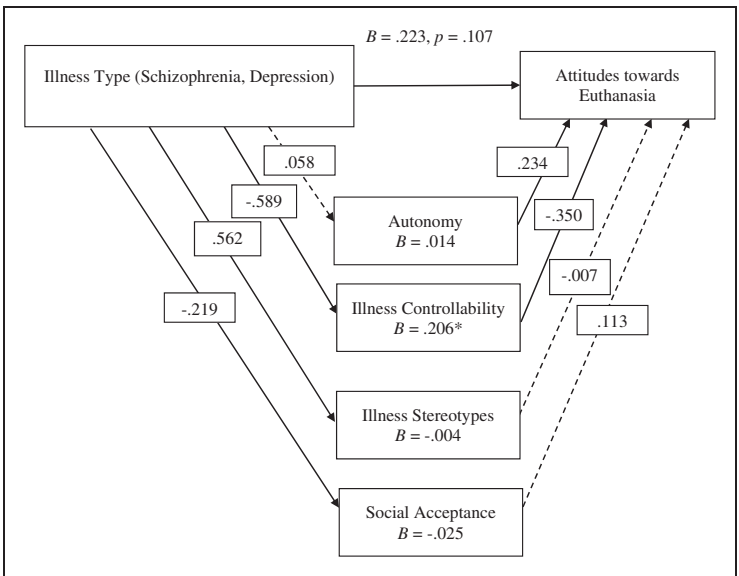 B = .223, p = .107
Illness Type (Schizophrenia, Depression)
Attitudes towards
Euthanasia
.058
.234
-.589
Autonomy
B = .014
-.350
.562
-.007
Illness Controllability
B = .206*
-.219
.113
Illness Stereotypes
B = -.004
Social Acceptance
B = -.025